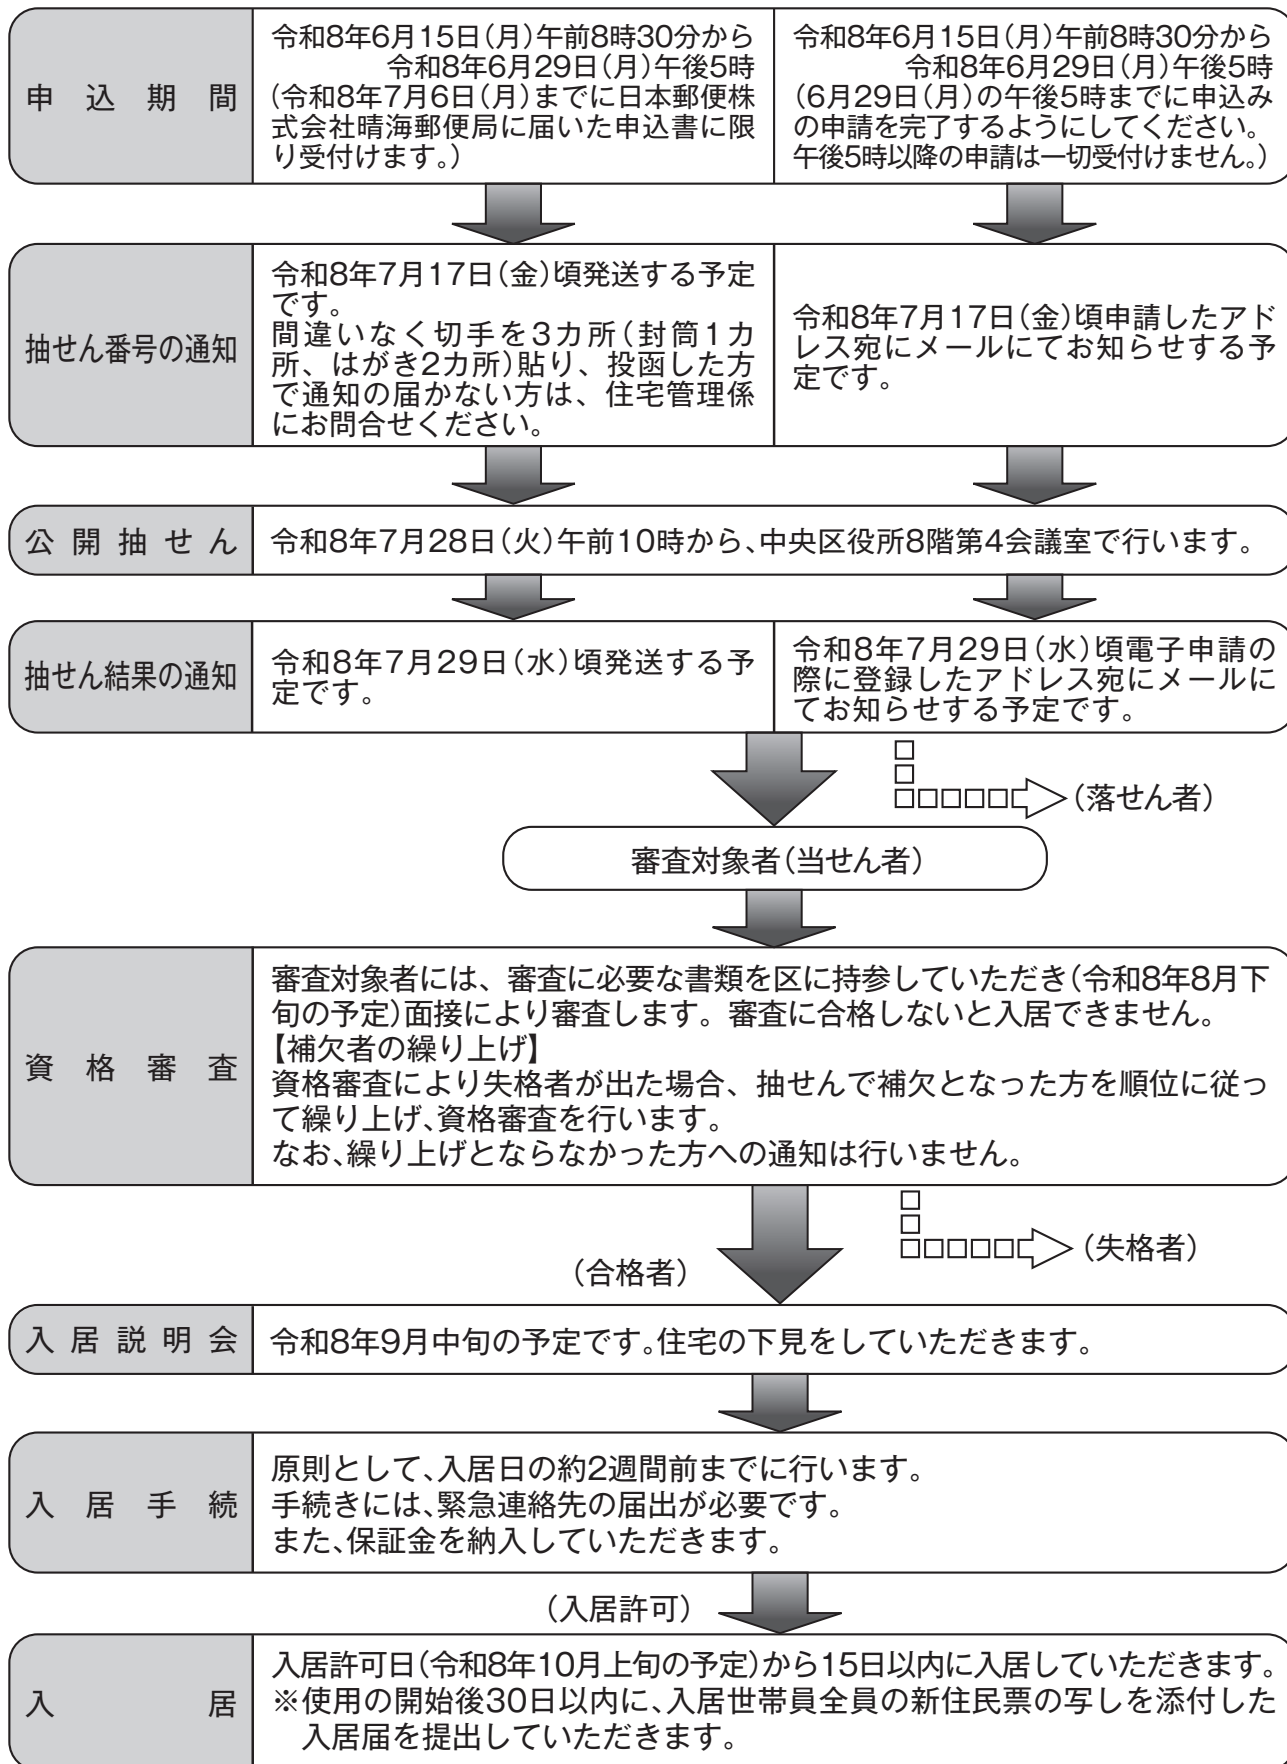 申込期間
令和8年6月15日(月)午前8時30分から
令和8年6月29日(月)午後5時
(令和8年7月6日(月)までに日本郵便株
式会社晴海郵便局に届いた申込書に限
り受付けます。)
令和8年6月15日(月)午前8時30分から
令和8年6月29日(月)午後5時
(6月29日(月)の午後5時までに申込み
の申請を完了するようにしてください。
午後5時以降の申請は一切受付けません。)
抽せん番号の通知
令和8年7月17日(金)頃発送する予定
です。
間違いなく切手を3カ所(封筒1カ
所、はがき2カ所)貼り、投函した方
で通知の届かない方は、住宅管理係
にお問合せください。
令和8年7月17日(金)頃申請したアド
レス宛にメールにてお知らせする予
定です。
公開抽せん
令和8年7月28日(火)午前10時から、中央区役所8階第4会議室で行います。
抽せん結果の通知
令和8年7月29日(水)頃発送する予
定です。
令和8年7月29日(水)頃電子申請の
際に登録したアドレス宛にメールに
てお知らせする予定です。
(落せん者)
審査対象者(当せん者)
資格審査
審査対象者には、審査に必要な書類を区に持参していただき(令和8年8月下
旬の予定)面接により審査します。審査に合格しないと入居できません。
【補欠者の繰り上げ】
資格審査により失格者が出た場合、抽せんで補欠となった方を順位に従っ
て繰り上げ、資格審査を行います。
なお、繰り上げとならなかった方への通知は行いません。
(失格者)
(合格者)
入居説明会
令和8年9月中旬の予定です。住宅の下見をしていただきます。
入居手続
原則として、入居日の約2週間前までに行います。
手続きには、緊急連絡先の届出が必要です。
また、保証金を納入していただきます。
(入居許可)
入居
入居許可日(令和8年10月上旬の予定)から15日以内に入居していただきます。
※使用の開始後30日以内に、入居世帯員全員の新住民票の写しを添付した
入居届を提出していただきます。